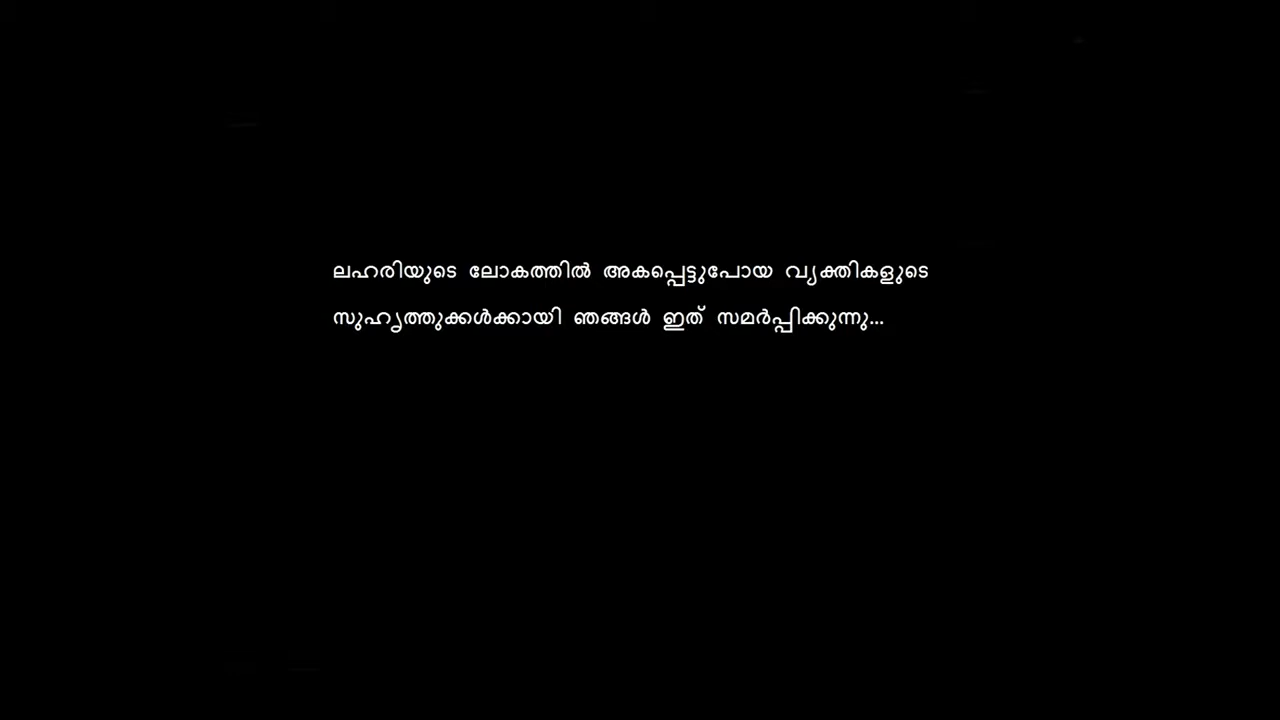 ലഹരിയുടെ ലോകത്തിൽ അകപ്പെട്ടുപോയ വ്യക്തികളുടെ
സുഹൃത്തുക്കൾക്കായി ഞങ്ങൾ ഇത് സമർപ്പിക്കുന്നു...